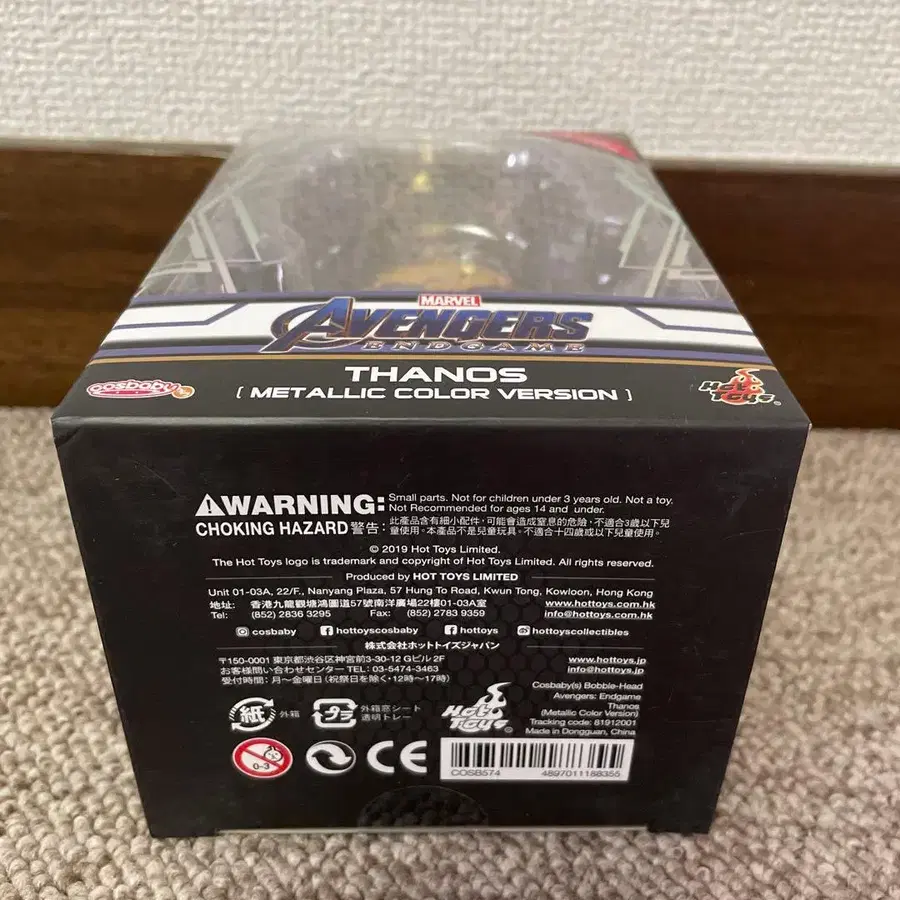 MARVEL
AVENGERS
ENDGAME
THANOS
[ METALLIC COLOR VERSION ]
cosbaby
Hot Toys
WARNING: Small parts. Not for children under 3 years old. Not a toy.
Not Recommended for ages 14 and under.
CHOKING HAZARD 警告: 此產品含有細小配件,可能會造成窒息的危險,不適合3歲以下兒
童使用。本產品不是兒童玩具。不適合十四歲或以下兒童使用。
© 2019 Hot Toys Limited.
The Hot Toys logo is trademark and copyright of Hot Toys Limited. All rights reserved.
Produced by HOT TOYS LIMITED
Unit 01-03A, 22/F., Nanyang Plaza, 57 Hung To Road, Kwun Tong, Kowloon, Hong Kong
地址: 香港九龍觀塘鴻圖道57號南洋廣場22樓01-03A室 www.hottoys.com.hk
Tel: (852) 2836 3295 Fax: (852) 2783 9359 info@hottoys.com.hk
cosbaby hottoyscosbaby hottoys hottoyscollectibles
株式会社ホットトイズジャパン
〒150-0001 東京都渋谷区神宮前3-30-12 Gビル 2F www.hottoys.jp
お客様問い合わせセンター TEL: 03-5474-3463 info@hottoys.jp
受付時間:月~金曜日(祝祭日を除く・12時~17時)
Cosbaby(s) Bobble-Head
Avengers: Endgame
Thanos
(Metallic Color Version)
Tracking code: 81912001
Made in Dongguan, China
紙 外箱
プラ 外箱窓シート
透明トレー
Hot Toys
0-3
CE
COSB574 4897011188355